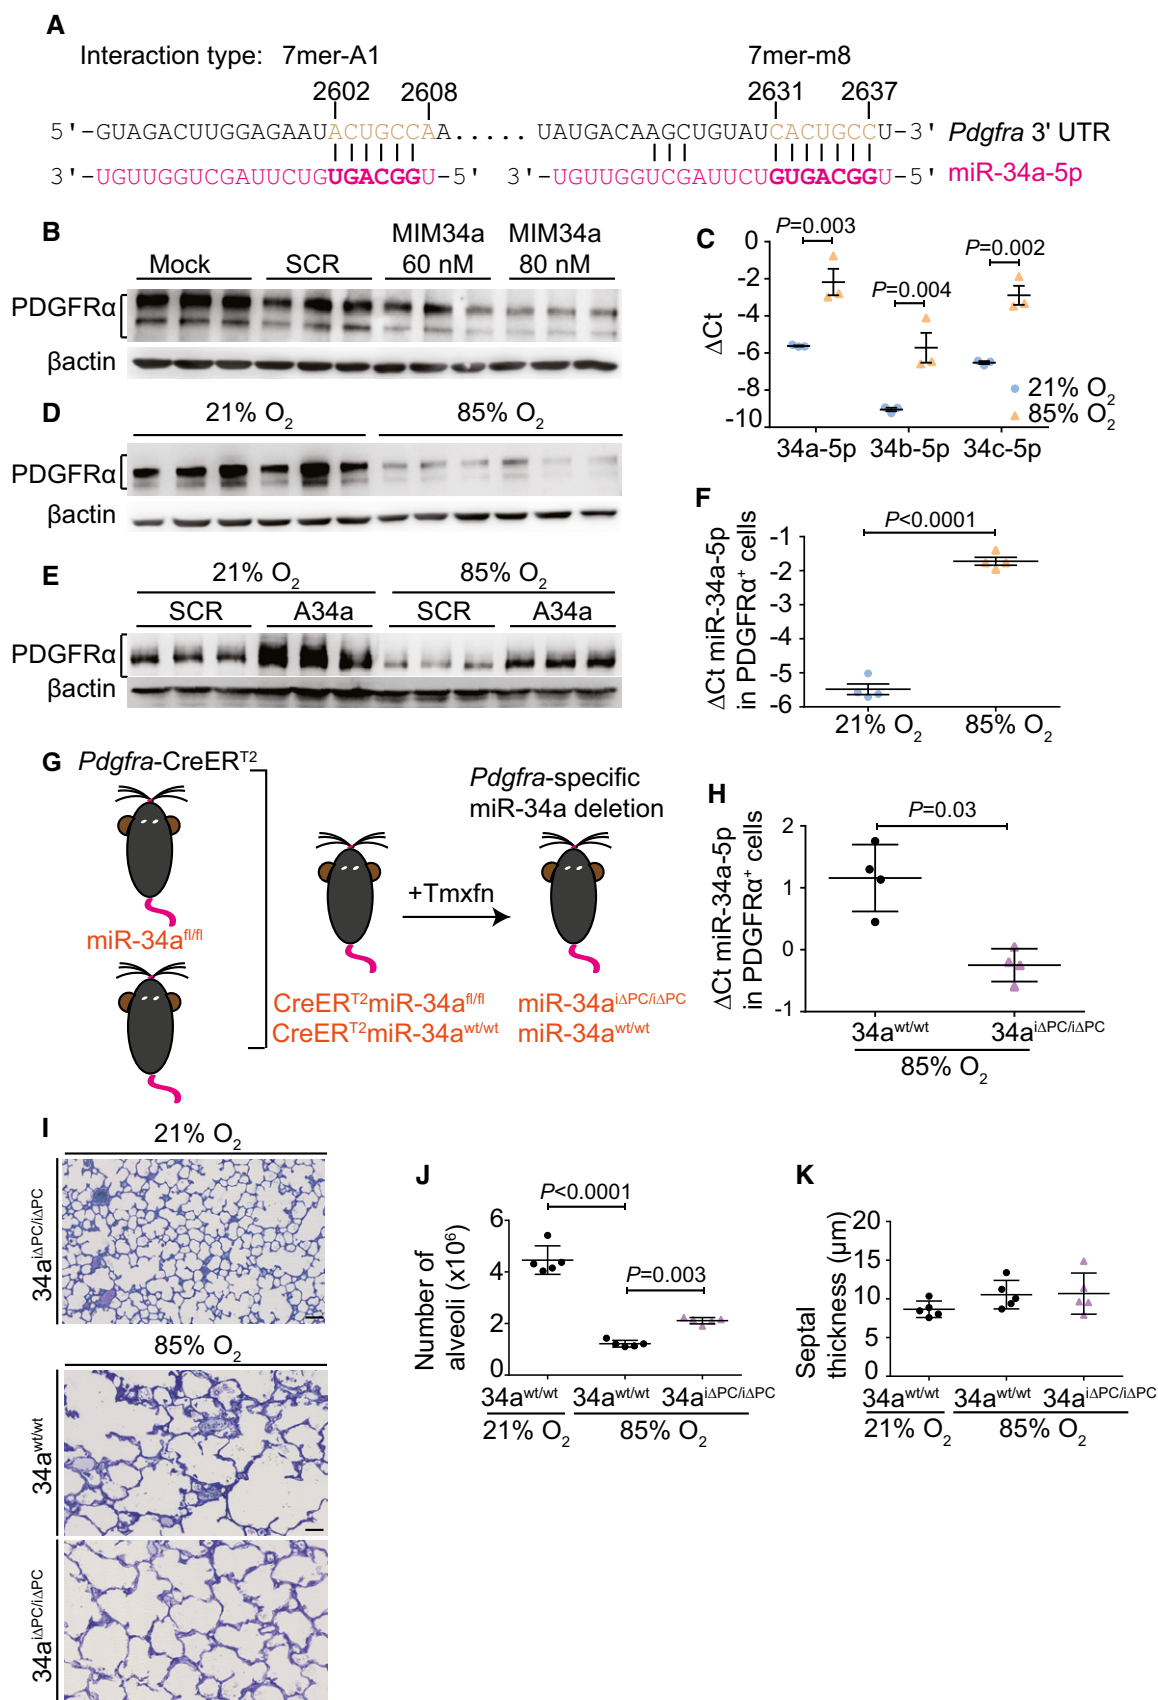 A
Interaction type: 7mer-A1 7mer-m8
2602 2608 2631 2637
5'-GUAGACUUGGAGAAUACUGCCAA.....UAUGACAAGCUGUAUCACUGCCU-3' Pdgfra 3' UTR
3'-UGUUGGUCGAUUCUGUGACGGU-5' 3'-UGUUGGUCGAUUCUGUGACGGU-5' miR-34a-5p
B
Mock SCR MIM34a 60 nM MIM34a 80 nM
PDGFRα
βactin
C
P=0.003
P=0.004
P=0.002
ΔCt
0
-2
-4
-6
-8
-10
34a-5p 34b-5p 34c-5p
21% O2
85% O2
D
21% O2 85% O2
PDGFRα
βactin
E
21% O2 85% O2
SCR A34a SCR A34a
PDGFRα
βactin
F
P<0.0001
ΔCt miR-34a-5p
in PDGFRα+ cells
-1
-2
-3
-4
-5
-6
21% O2 85% O2
G
Pdgfra-CreERT2
miR-34afl/fl
+Tmxfn
Pdgfra-specific
miR-34a deletion
CreERT2miR-34afl/fl
CreERT2miR-34awt/wt
miR-34aiΔPC/iΔPC
miR-34awt/wt
H
P=0.03
ΔCt miR-34a-5p
in PDGFRα+ cells
2
1
0
-1
34awt/wt 34aiΔPC/iΔPC
85% O2
I
21% O2
34aiΔPC/iΔPC
85% O2
34awt/wt
34aiΔPC/iΔPC
J
P<0.0001
P=0.003
Number of
alveoli (x10⁶)
6
4
2
0
34awt/wt 34awt/wt 34aiΔPC/iΔPC
21% O2 85% O2
K
Septal
thickness (µm)
20
15
10
5
0
34awt/wt 34awt/wt 34aiΔPC/iΔPC
21% O2 85% O2